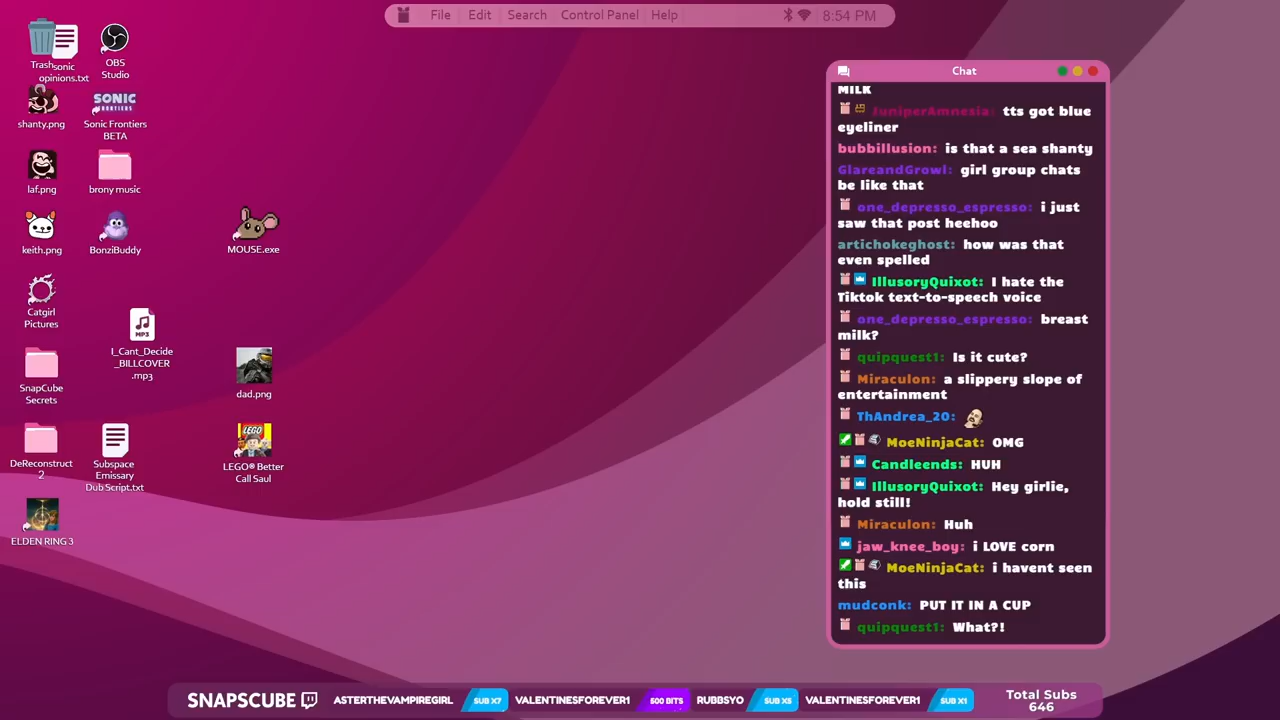 File Edit Search Control Panel Help 8:54 PM
Trash
sonic
opinions.txt
OBS
Studio
shanty.png
SONIC
FRONTIERS
Sonic Frontiers
BETA
laf.png
brony music
keith.png
BonziBuddy
MOUSE.exe
Catgirl
Pictures
MP3
I_Cant_Decide
_BILLCOVER
.mp3
SnapCube
Secrets
dad.png
DeReconstruct
2
Subspace
Emissary
Dub Script.txt
LEGO
LEGO® Better
Call Saul
ELDEN RING 3
Chat
MILK
JuniperAmnexia: tts got blue
eyeliner
bubbillusion: is that a sea shanty
GlareandGrowl: girl group chats
be like that
one_depresso_espresso: i just
saw that post heehoo
artichokeghost: how was that
even spelled
IllusoryQuixot: I hate the
Tiktok text-to-speech voice
one_depresso_espresso: breast
milk?
quipquest1: Is it cute?
Miraculon: a slippery slope of
entertainment
ThAndrea_20:
MoeNinjaCat: OMG
Candleends: HUH
IllusoryQuixot: Hey girlie,
hold still!
Miraculon: Huh
jaw_knee_boy: i LOVE corn
MoeNinjaCat: i havent seen
this
mudconk: PUT IT IN A CUP
quipquest1: What?!
SNAPSCUBE ASTERTHEVAMPIREGIRL SUB X7 VALENTINESFOREVER1 500 BITS RUBBSYO SUB X5 VALENTINESFOREVER1 SUB X1 Total Subs
646